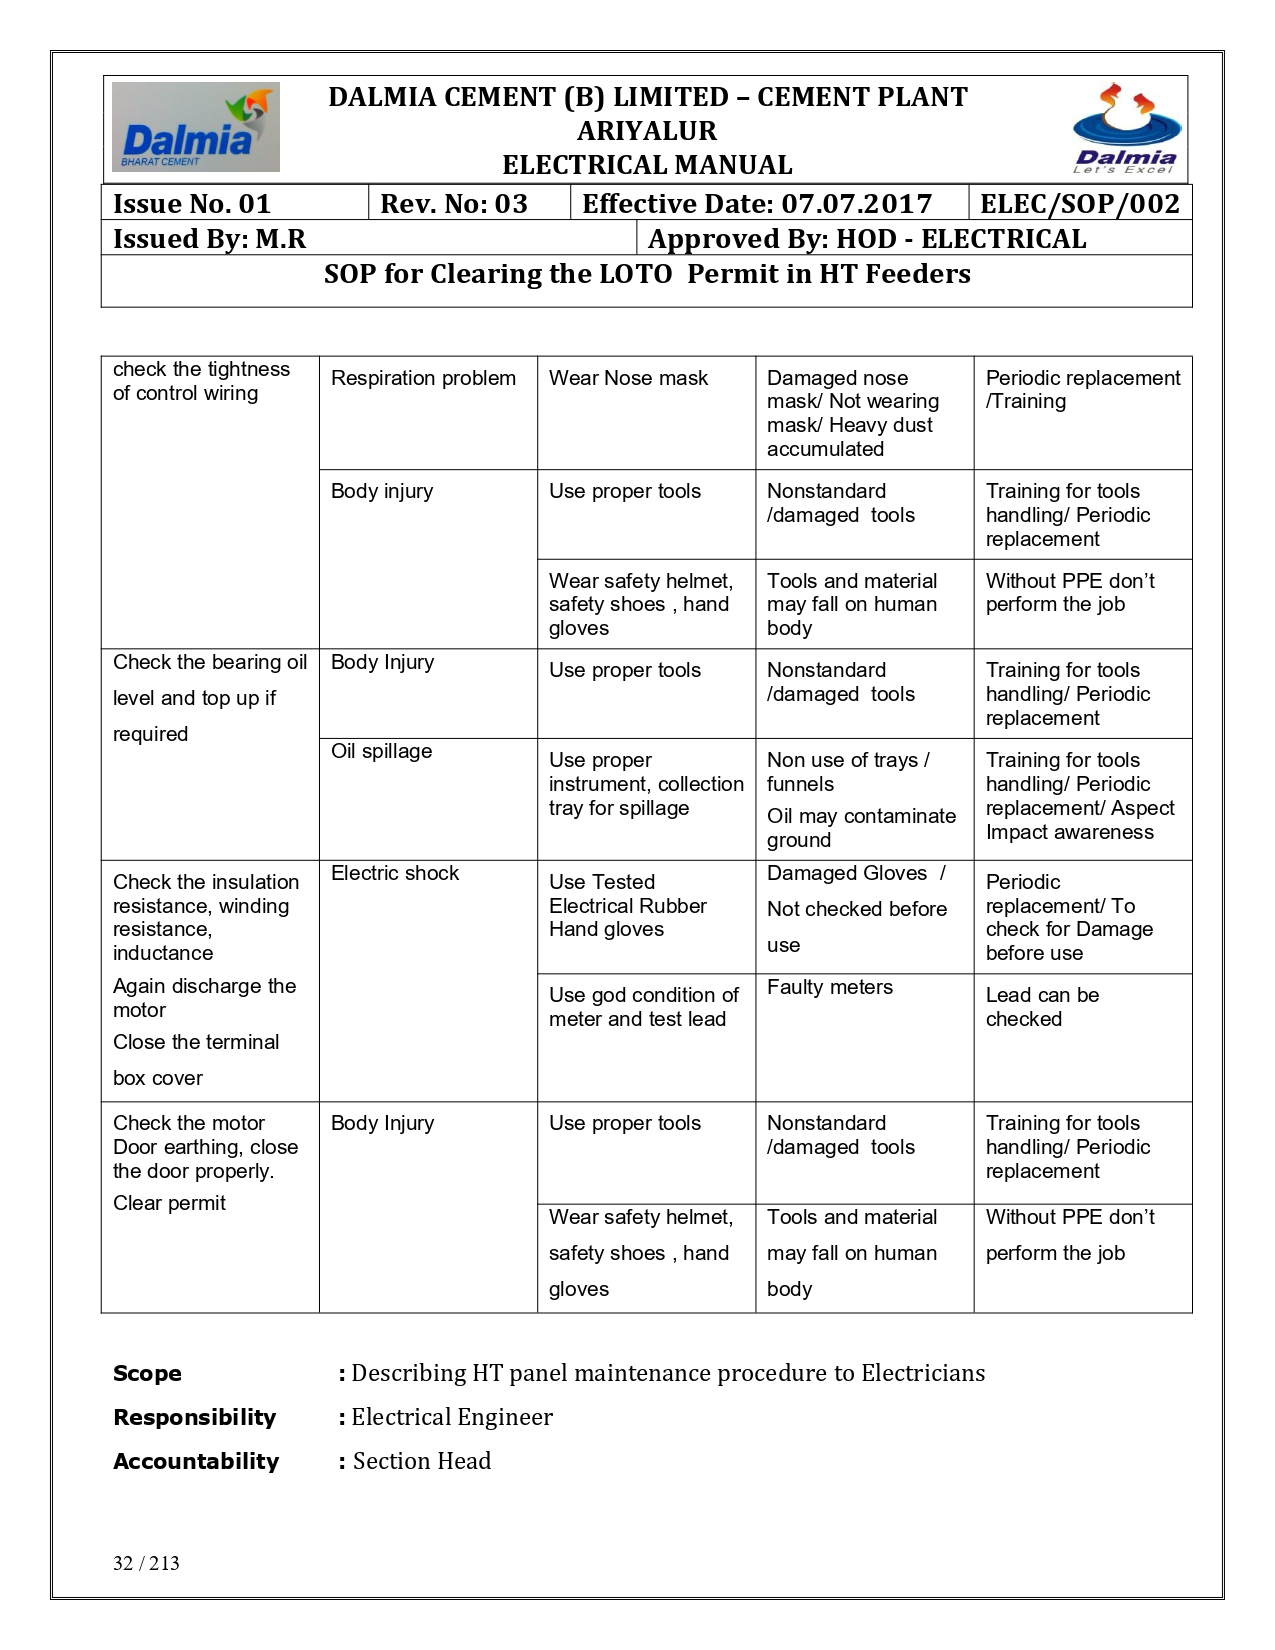 Dalmia
BHARAT CEMENT
DALMIA CEMENT (B) LIMITED – CEMENT PLANT
ARIYALUR
ELECTRICAL MANUAL
Dalmia
Let's Excel
Issue No. 01 Rev. No: 03 Effective Date: 07.07.2017 ELEC/SOP/002
Issued By: M.R Approved By: HOD - ELECTRICAL
SOP for Clearing the LOTO Permit in HT Feeders
check the tightness
of control wiring
Respiration problem
Wear Nose mask
Damaged nose
mask/ Not wearing
mask/ Heavy dust
accumulated
Periodic replacement
/Training
Body injury
Use proper tools
Nonstandard
/damaged tools
Training for tools
handling/ Periodic
replacement
Wear safety helmet,
safety shoes , hand
gloves
Tools and material
may fall on human
body
Without PPE don’t
perform the job
Check the bearing oil
level and top up if
required
Body Injury
Use proper tools
Nonstandard
/damaged tools
Training for tools
handling/ Periodic
replacement
Oil spillage
Use proper
instrument, collection
tray for spillage
Non use of trays /
funnels
Oil may contaminate
ground
Training for tools
handling/ Periodic
replacement/ Aspect
Impact awareness
Check the insulation
resistance, winding
resistance,
inductance
Again discharge the
motor
Close the terminal
box cover
Electric shock
Use Tested
Electrical Rubber
Hand gloves
Damaged Gloves /
Not checked before
use
Periodic
replacement/ To
check for Damage
before use
Use god condition of
meter and test lead
Faulty meters
Lead can be
checked
Check the motor
Door earthing, close
the door properly.
Clear permit
Body Injury
Use proper tools
Nonstandard
/damaged tools
Training for tools
handling/ Periodic
replacement
Wear safety helmet,
safety shoes , hand
gloves
Tools and material
may fall on human
body
Without PPE don’t
perform the job
Scope : Describing HT panel maintenance procedure to Electricians
Responsibility : Electrical Engineer
Accountability : Section Head
32 / 213